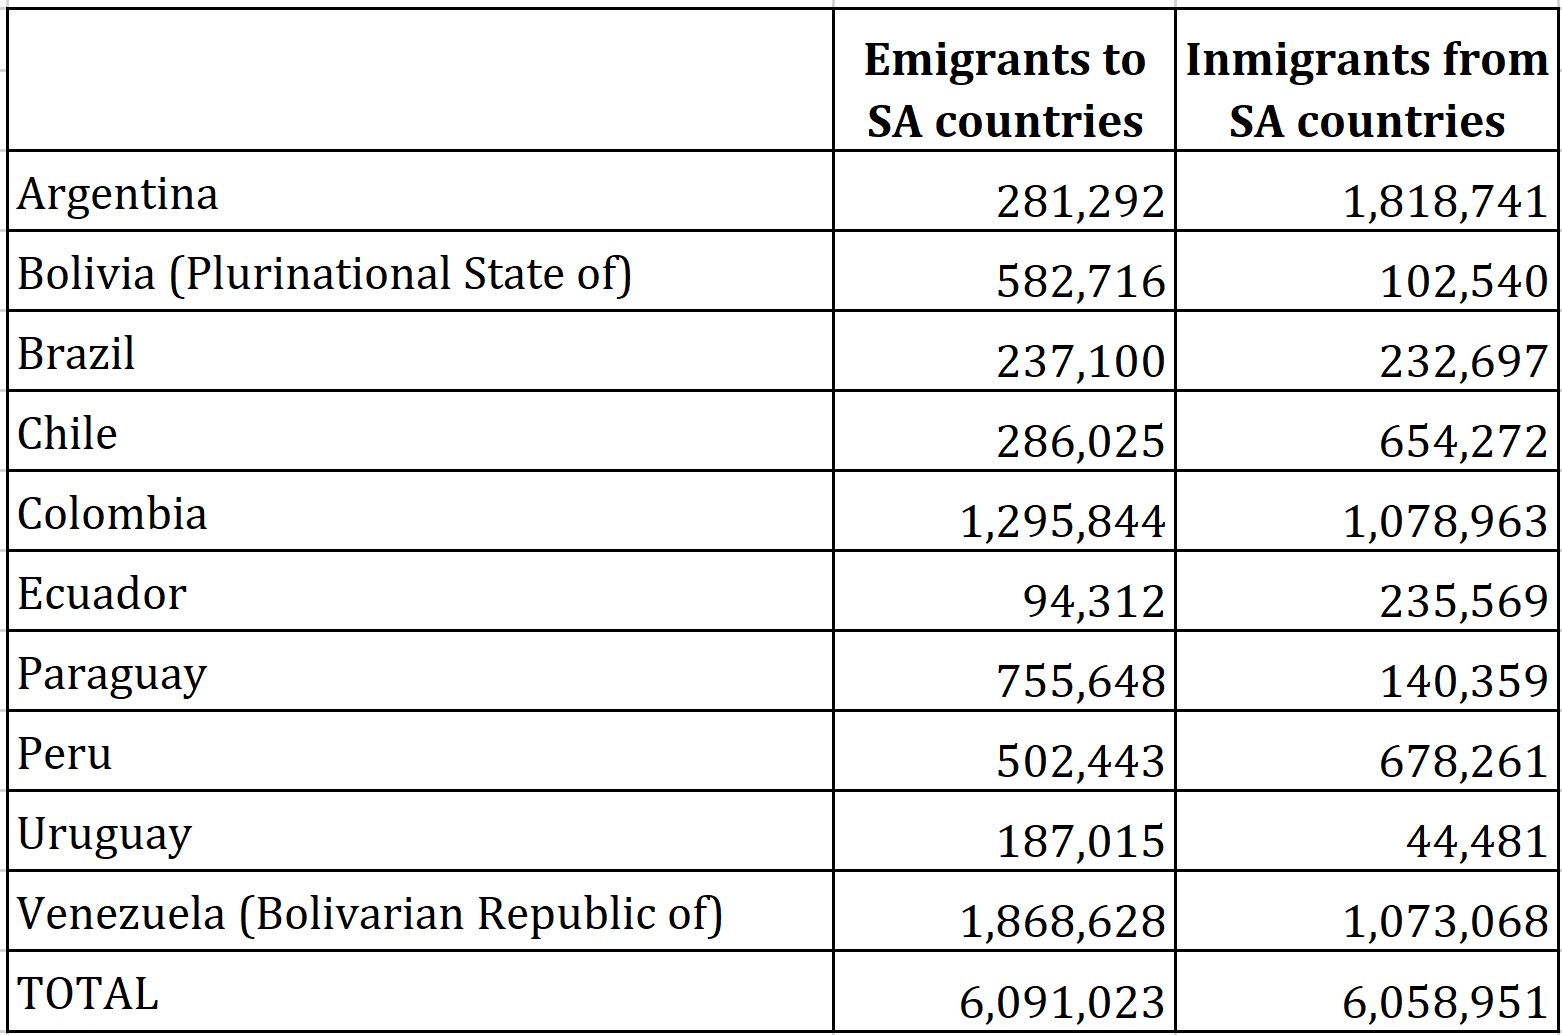 Emigrants to SA countries Inmigrants from SA countries
Argentina 281,292 1,818,741
Bolivia (Plurinational State of) 582,716 102,540
Brazil 237,100 232,697
Chile 286,025 654,272
Colombia 1,295,844 1,078,963
Ecuador 94,312 235,569
Paraguay 755,648 140,359
Peru 502,443 678,261
Uruguay 187,015 44,481
Venezuela (Bolivarian Republic of) 1,868,628 1,073,068
TOTAL 6,091,023 6,058,951